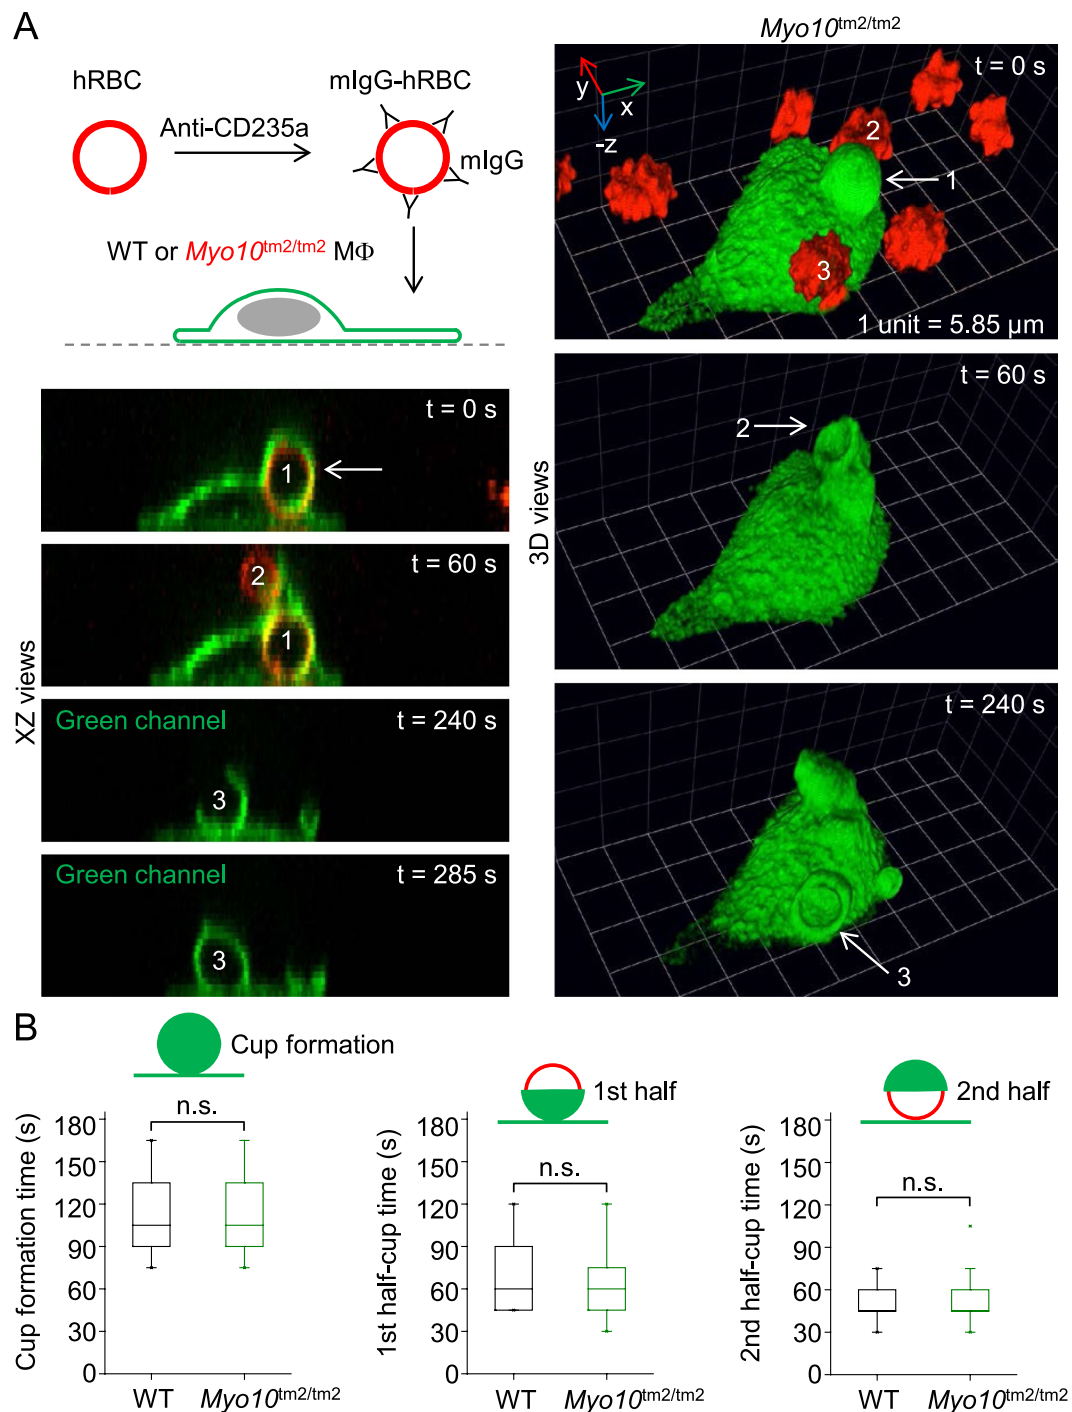 A
hRBC
Anti-CD235a
mIgG-hRBC
mIgG
WT or Myo10tm2/tm2 MΦ
XZ views
t = 0 s
1
t = 60 s
2
1
Green channel
t = 240 s
3
Green channel
t = 285 s
3
Myo10tm2/tm2
3D views
t = 0 s
y
x
-z
2
1
3
1 unit = 5.85 µm
t = 60 s
2
t = 240 s
3
B
Cup formation
n.s.
Cup formation time (s)
180
150
120
90
60
30
0
WT
Myo10tm2/tm2
1st half
n.s.
1st half-cup time (s)
180
150
120
90
60
30
0
WT
Myo10tm2/tm2
2nd half
n.s.
2nd half-cup time (s)
180
150
120
90
60
30
0
WT
Myo10tm2/tm2